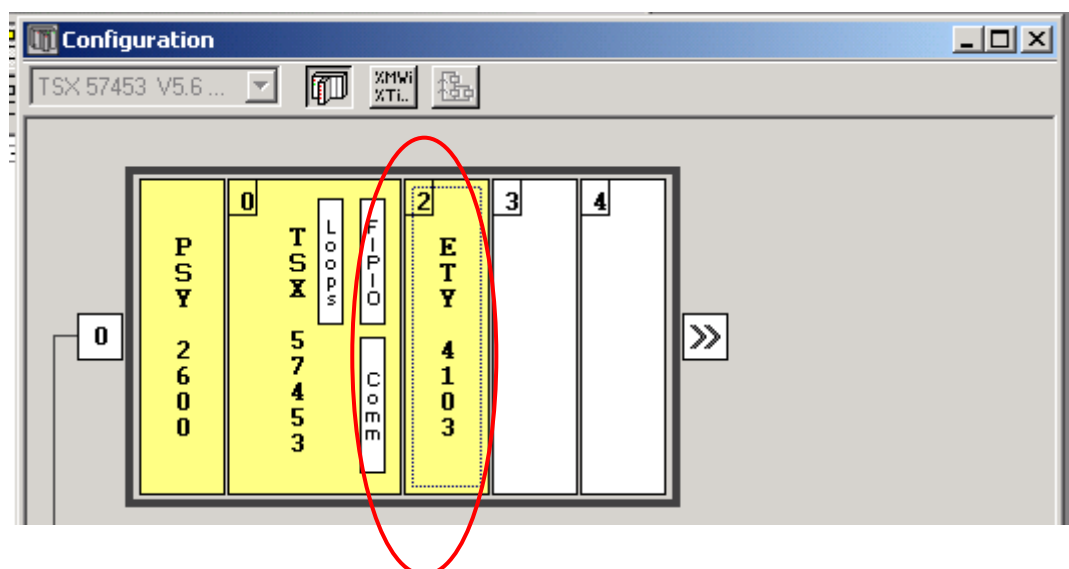 Configuration
TSX 57453 V5.6 ...
XMWi
XTi..
0
PSY 2600
0
TSX 57453
Loops
FIPIO
Comm
2
ETY 4103
3
4